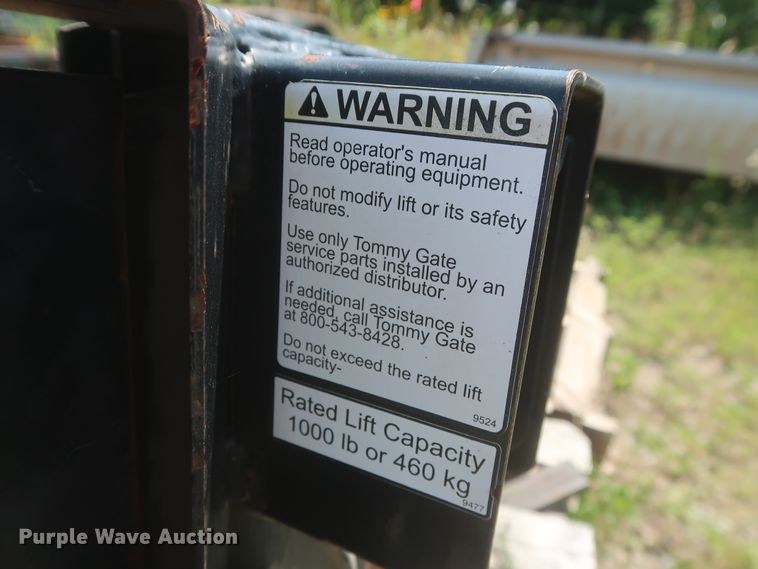 WARNING
Read operator's manual
before operating equipment.
Do not modify lift or its safety
features.
Use only Tommy Gate
service parts installed by an
authorized distributor.
If additional assistance is
needed, call Tommy Gate
at 800-543-8428.
Do not exceed the rated lift
capacity-
9524
Rated Lift Capacity
1000 lb or 460 kg
9477
Purple Wave Auction